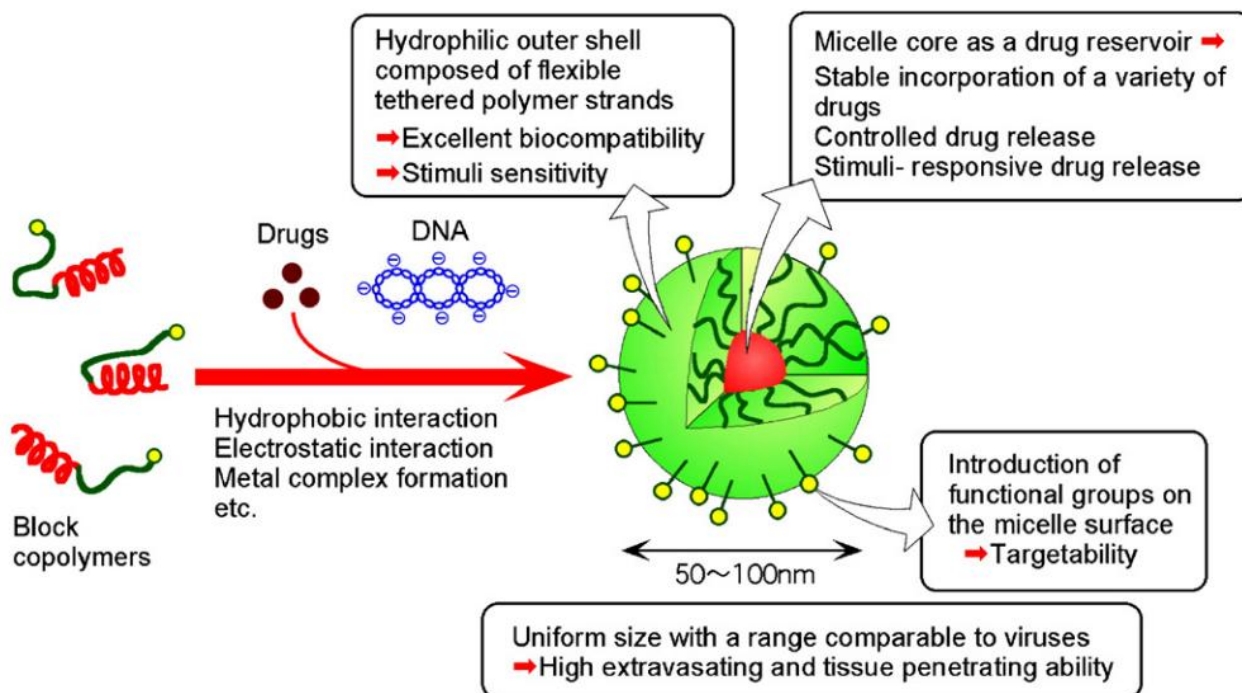 Hydrophilic outer shell
composed of flexible
tethered polymer strands
➡Excellent biocompatibility
➡Stimuli sensitivity
Micelle core as a drug reservoir ➡
Stable incorporation of a variety of
drugs
Controlled drug release
Stimuli- responsive drug release
Drugs
DNA
Hydrophobic interaction
Electrostatic interaction
Metal complex formation
etc.
Block
copolymers
Introduction of
functional groups on
the micelle surface
➡Targetability
50～100nm
Uniform size with a range comparable to viruses
➡High extravasating and tissue penetrating ability